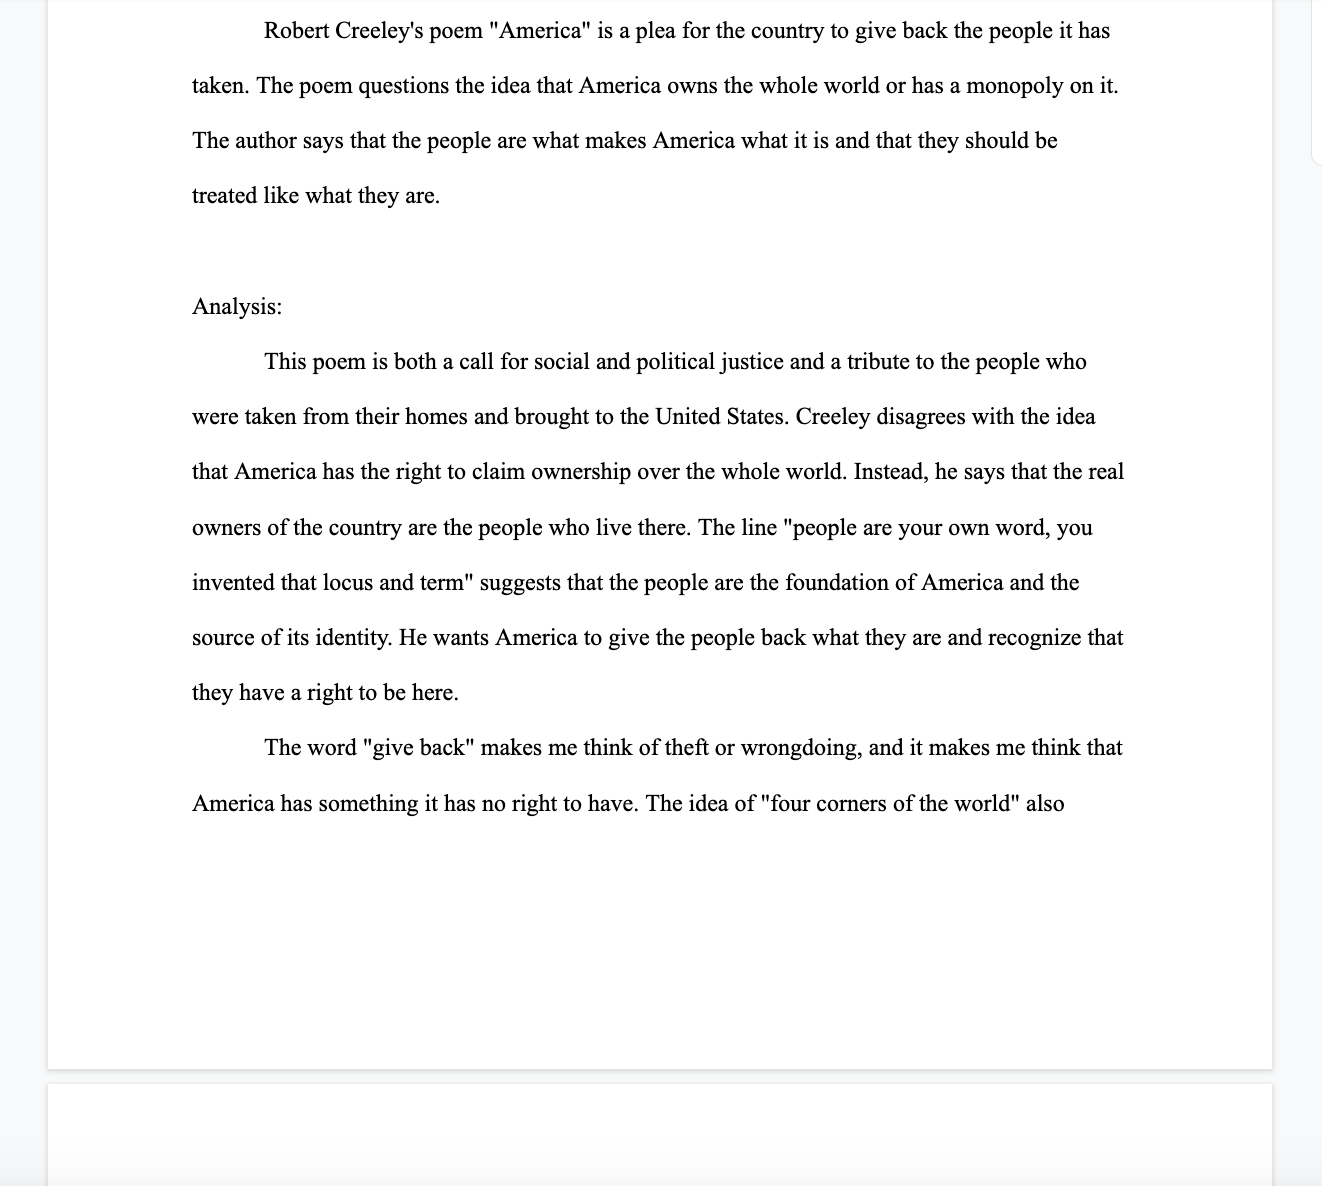 Robert Creeley's poem "America" is a plea for the country to give back the people it has
taken. The poem questions the idea that America owns the whole world or has a monopoly on it.
The author says that the people are what makes America what it is and that they should be
treated like what they are.
Analysis:
This poem is both a call for social and political justice and a tribute to the people who
were taken from their homes and brought to the United States. Creeley disagrees with the idea
that America has the right to claim ownership over the whole world. Instead, he says that the real
owners of the country are the people who live there. The line "people are your own word, you
invented that locus and term" suggests that the people are the foundation of America and the
source of its identity. He wants America to give the people back what they are and recognize that
they have a right to be here.
The word "give back" makes me think of theft or wrongdoing, and it makes me think that
America has something it has no right to have. The idea of "four corners of the world" also